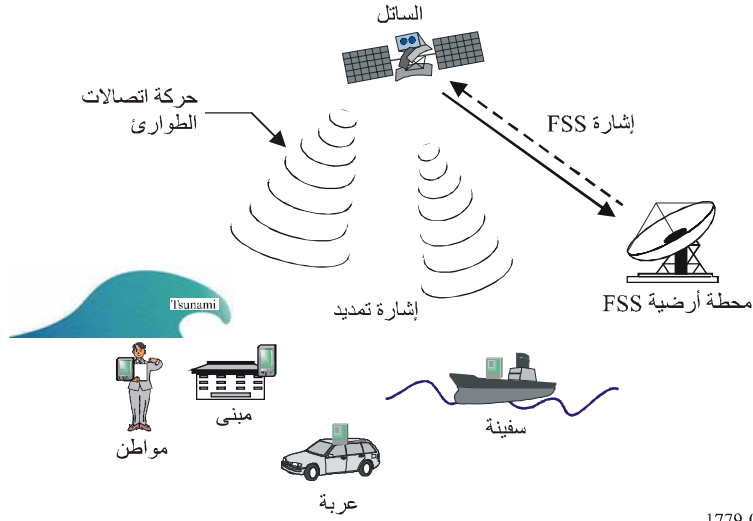 الساتل
حركة اتصالات
الطوارئ
إشارة FSS
محطة أرضية FSS
إشارة تمديد
Tsunami
مواطن
مبنى
سفينة
عربة